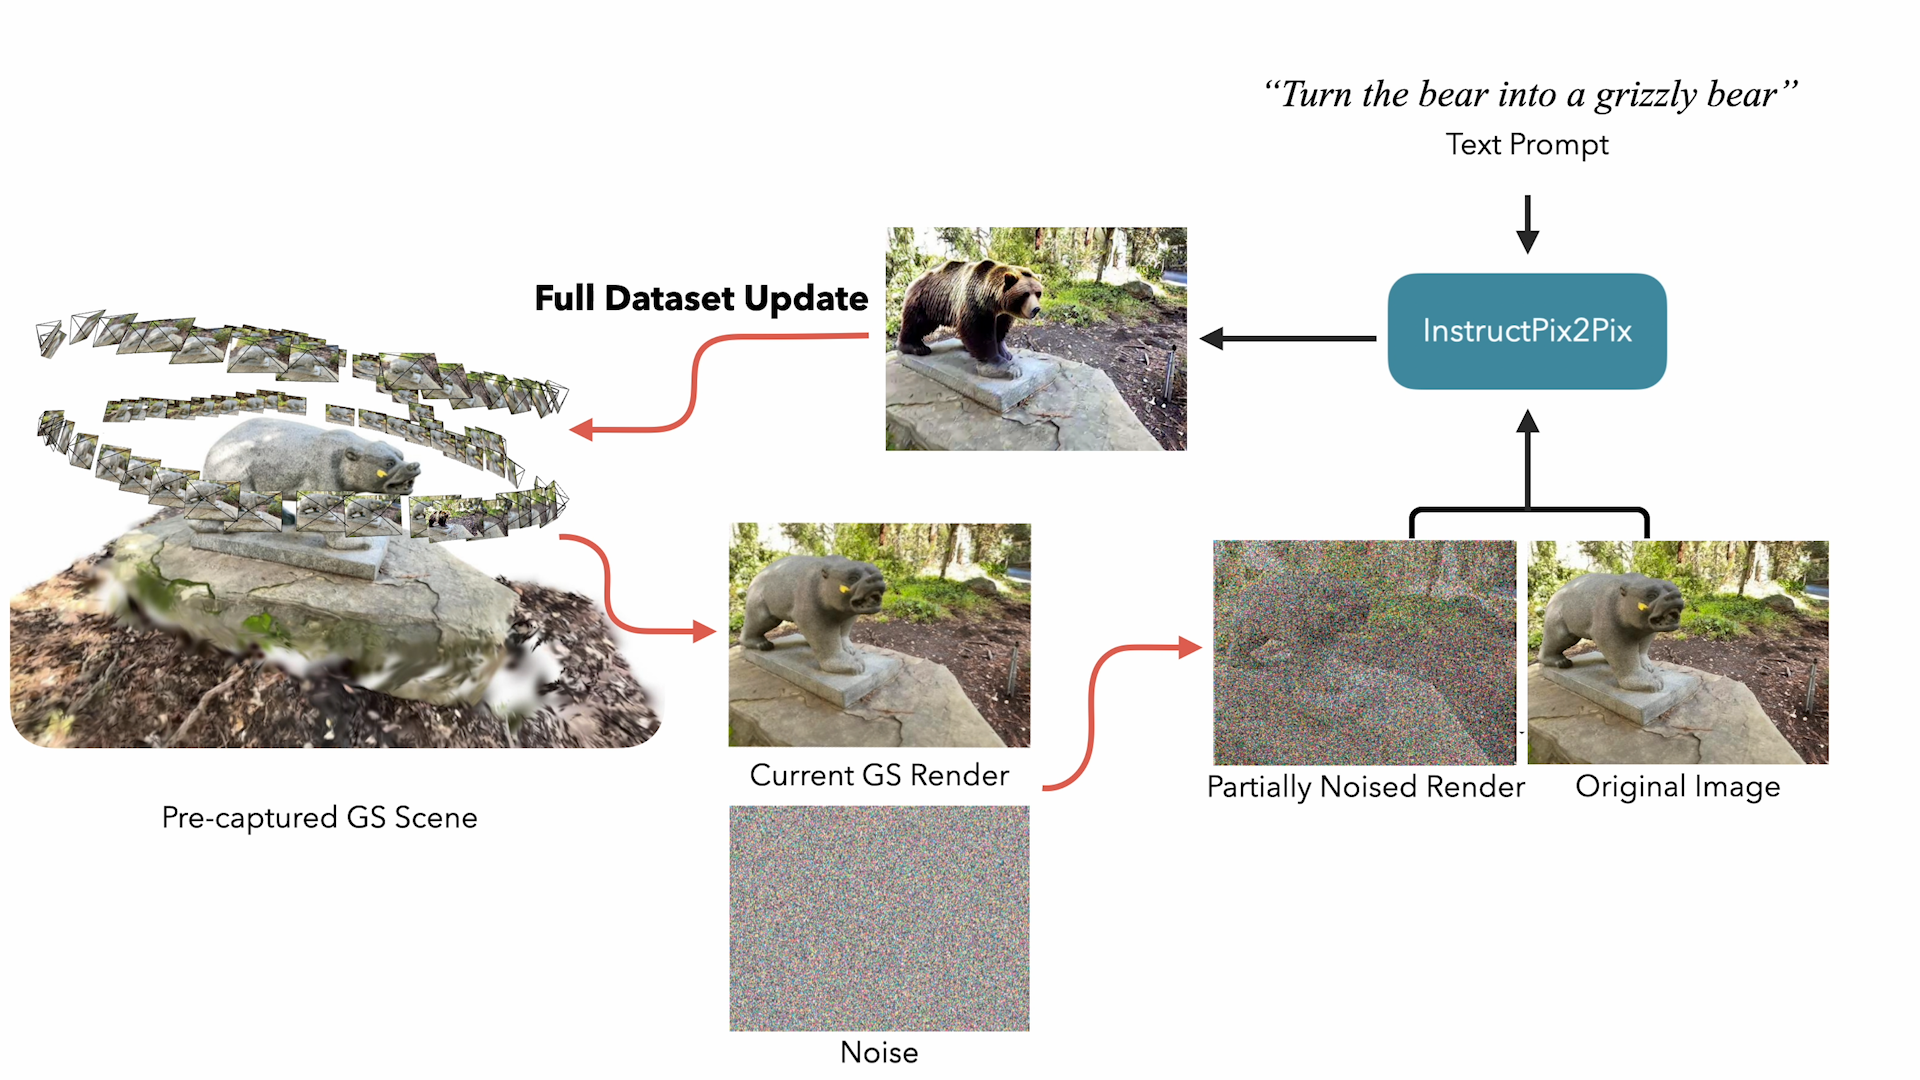 “Turn the bear into a grizzly bear”
Text Prompt
InstructPix2Pix
Full Dataset Update
Pre-captured GS Scene
Current GS Render
Noise
Partially Noised Render
Original Image